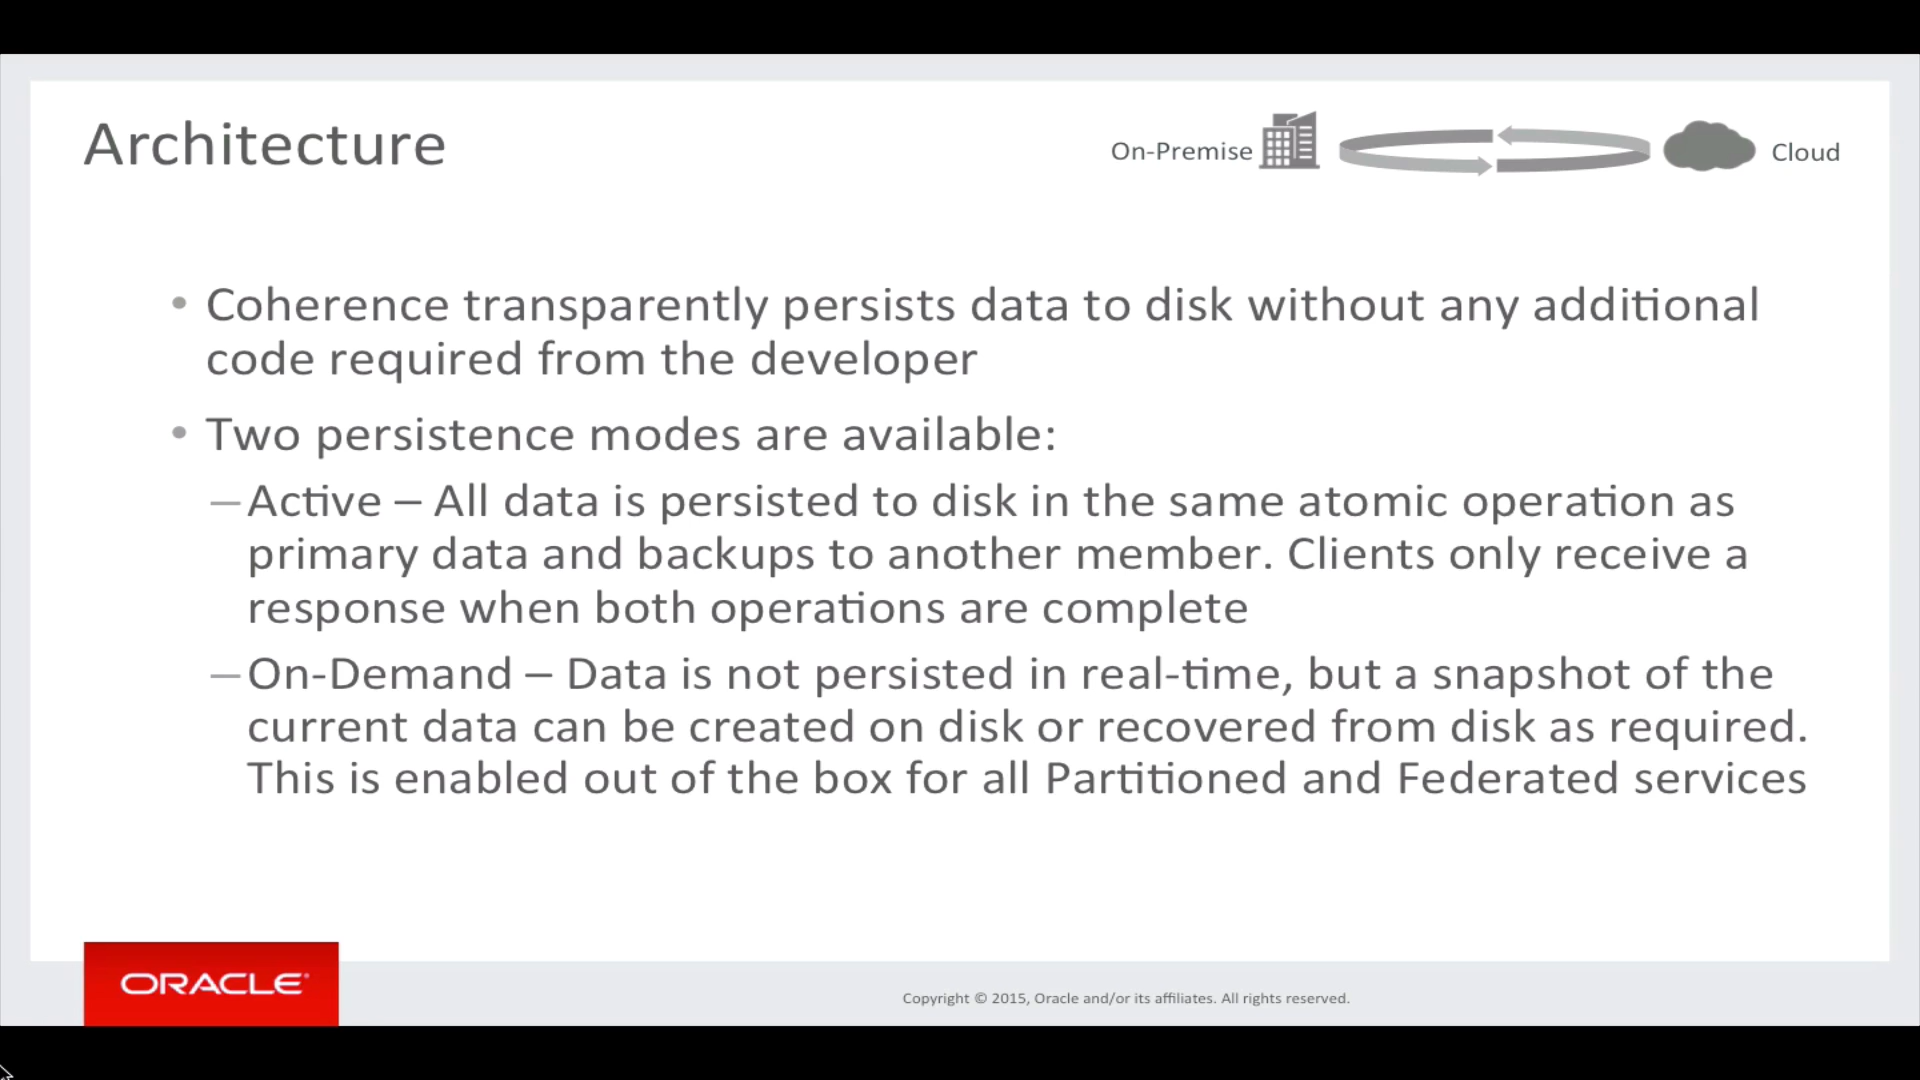 Architecture
On-Premise
Cloud
• Coherence transparently persists data to disk without any additional
code required from the developer
• Two persistence modes are available:
– Active – All data is persisted to disk in the same atomic operation as
primary data and backups to another member. Clients only receive a
response when both operations are complete
– On-Demand – Data is not persisted in real-time, but a snapshot of the
current data can be created on disk or recovered from disk as required.
This is enabled out of the box for all Partitioned and Federated services
ORACLE®
Copyright © 2015, Oracle and/or its affiliates. All rights reserved.